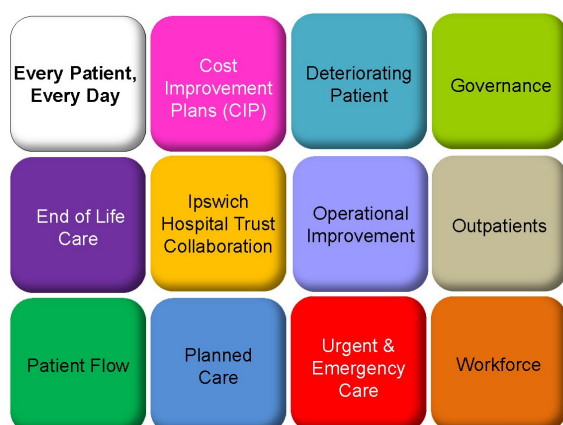 Every Patient,
Every Day
Cost
Improvement
Plans (CIP)
Deteriorating
Patient
Governance
End of Life
Care
Ipswich
Hospital Trust
Collaboration
Operational
Improvement
Outpatients
Patient Flow
Planned
Care
Urgent &
Emergency
Care
Workforce